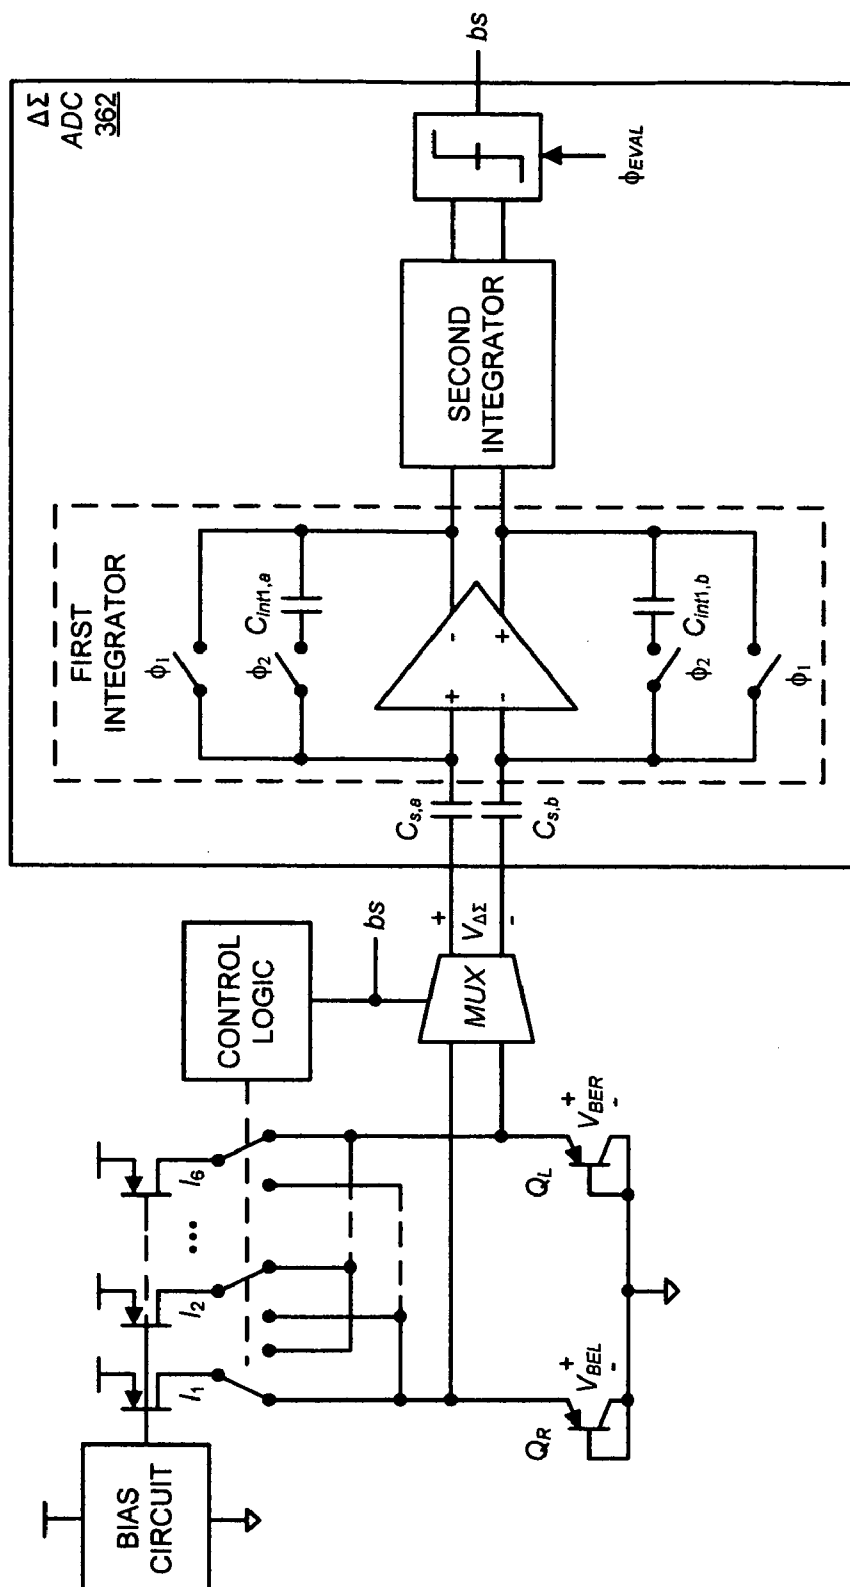 ΔΣ
ADC
362
bs
ϕEVAL
SECOND
INTEGRATOR
FIRST
INTEGRATOR
ϕ1
ϕ2
Cint1,a
-
+
+
-
Cint1,b
ϕ2
ϕ1
Cs,a
Cs,b
+
VΔΣ
-
bs
CONTROL
LOGIC
MUX
I6
...
I2
I1
QL
+
VBER
-
QR
+
VBEL
-
BIAS
CIRCUIT